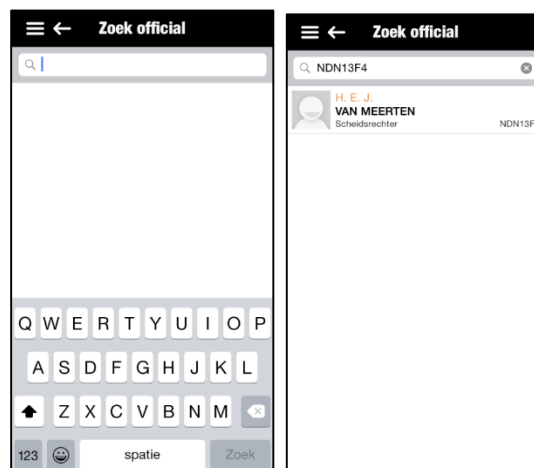 Zoek official
Q W E R T Y U I O P
A S D F G H J K L
Z X C V B N M
123 spatie Zoek
Zoek official
NDN13F4
H. E. J.
VAN MEERTEN
Scheidsrechter NDN13F